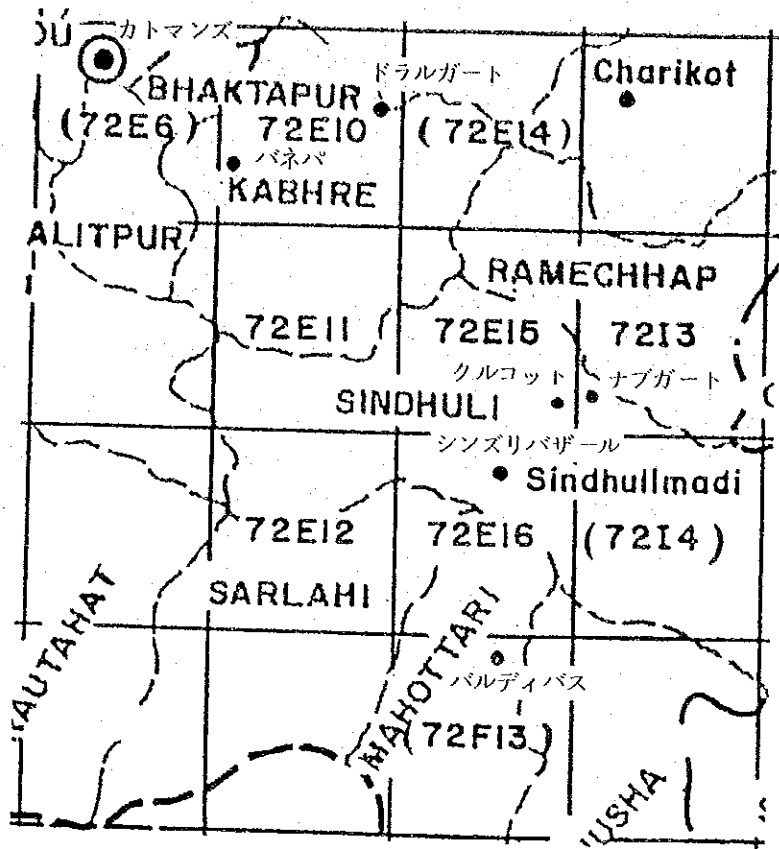 カトマンズ
ドラルガート
Charikot
BHAKTAPUR
(72E6)
72E10
(72E14)
バネパ
KABHRE
ALITPUR
RAMECHHAP
72E11
72E15
72I3
クルコット
ナブガート
SINDHULI
シンズリバザール
Sindhullmadi
72E12
72E16
(72I4)
SARLAHI
AUTAHAT
MAHOTTARI
バルディバス
(72F13)
USHA